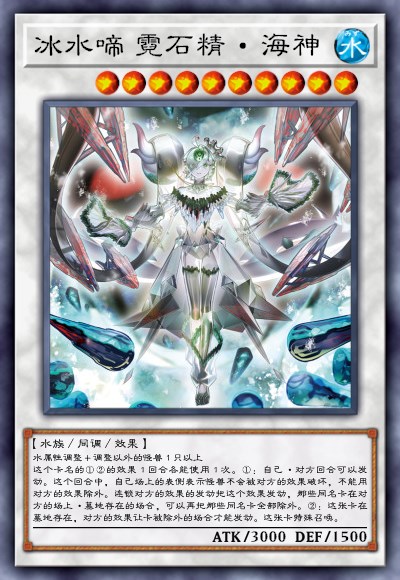 冰水啼 霓石精·海神
水
【水族／同调／效果】
水属性调整＋调整以外的怪兽１只以上
这个卡名的①②的效果１回合各能使用１次。①：自己·对方回合可以发
动。这个回合中，自己场上的表侧表示怪兽不会被对方的效果破坏，不能用
对方的效果除外。连锁对方的效果的发动把这个效果发动，那些同名卡在对
方的场上·墓地存在的场合，可以再把那些同名卡全部除外。②：这张卡在
墓地存在，对方的效果让卡被除外的场合才能发动。这张卡特殊召唤。
ATK/3000 DEF/1500